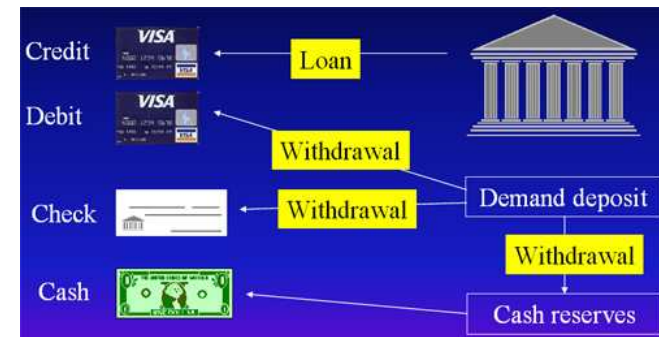 Credit
VISA
Loan
Debit
VISA
Withdrawal
Check
Withdrawal
Demand deposit
Withdrawal
Cash
Cash reserves